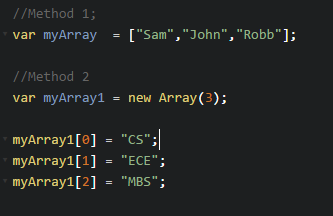 //Method 1;
var myArray  = ["Sam","John","Robb"];
//Method 2
var myArray1 = new Array(3);
myArray1[0] = "CS";
myArray1[1] = "ECE";
myArray1[2] = "MBS";